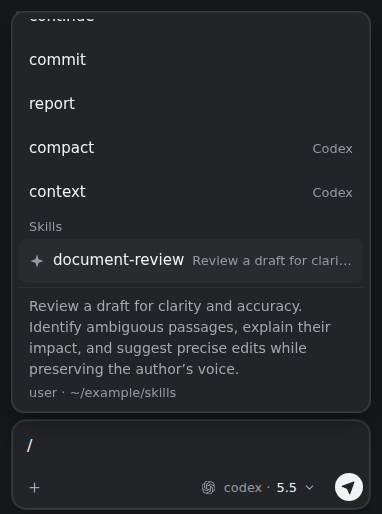 continue
commit
report
compact Codex
context Codex
Skills
document-review Review a draft for clari…
Review a draft for clarity and accuracy.
Identify ambiguous passages, explain their
impact, and suggest precise edits while
preserving the author’s voice.
user · ~/example/skills
/
+ codex · 5.5